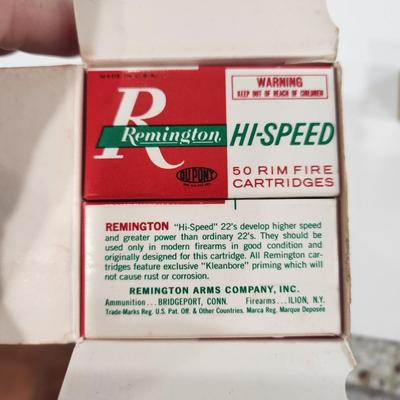 MADE IN U.S.A.
WARNING
KEEP OUT OF REACH OF CHILDREN
R
Remington HI-SPEED
DU PONT
50 RIM FIRE
CARTRIDGES
REMINGTON "Hi-Speed" 22's develop higher speed
and greater power than ordinary 22's. They should be
used only in modern firearms in good condition and
originally designed for this cartridge. All Remington car-
tridges feature exclusive "Kleanbore" priming which will
not cause rust or corrosion.
REMINGTON ARMS COMPANY, INC.
Ammunition...BRIDGEPORT, CONN. Firearms...ILION, N.Y.
Trade-Marks Reg. U.S. Pat. Off. & Other Countries. Marca Reg. Marque Deposée